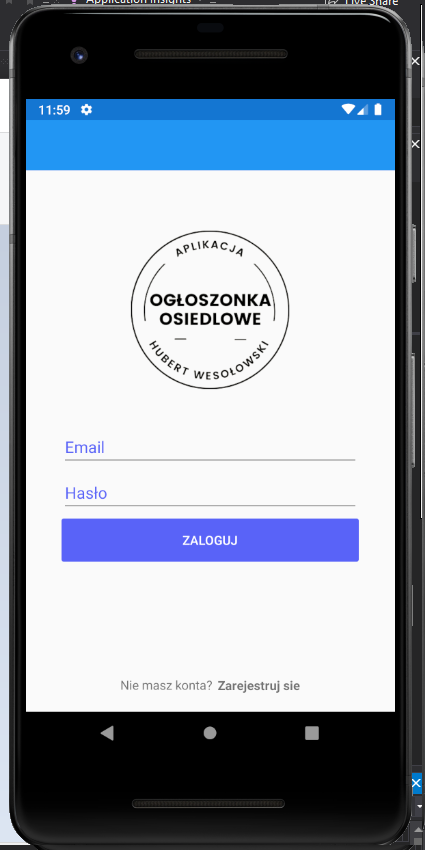 Application Insights
Live Share
11:59
APLIKACJA
OGŁOSZONKA
OSIEDLOWE
HUBERT WESOŁOWSKI
Email
Hasło
ZALOGUJ
Nie masz konta? Zarejestruj sie